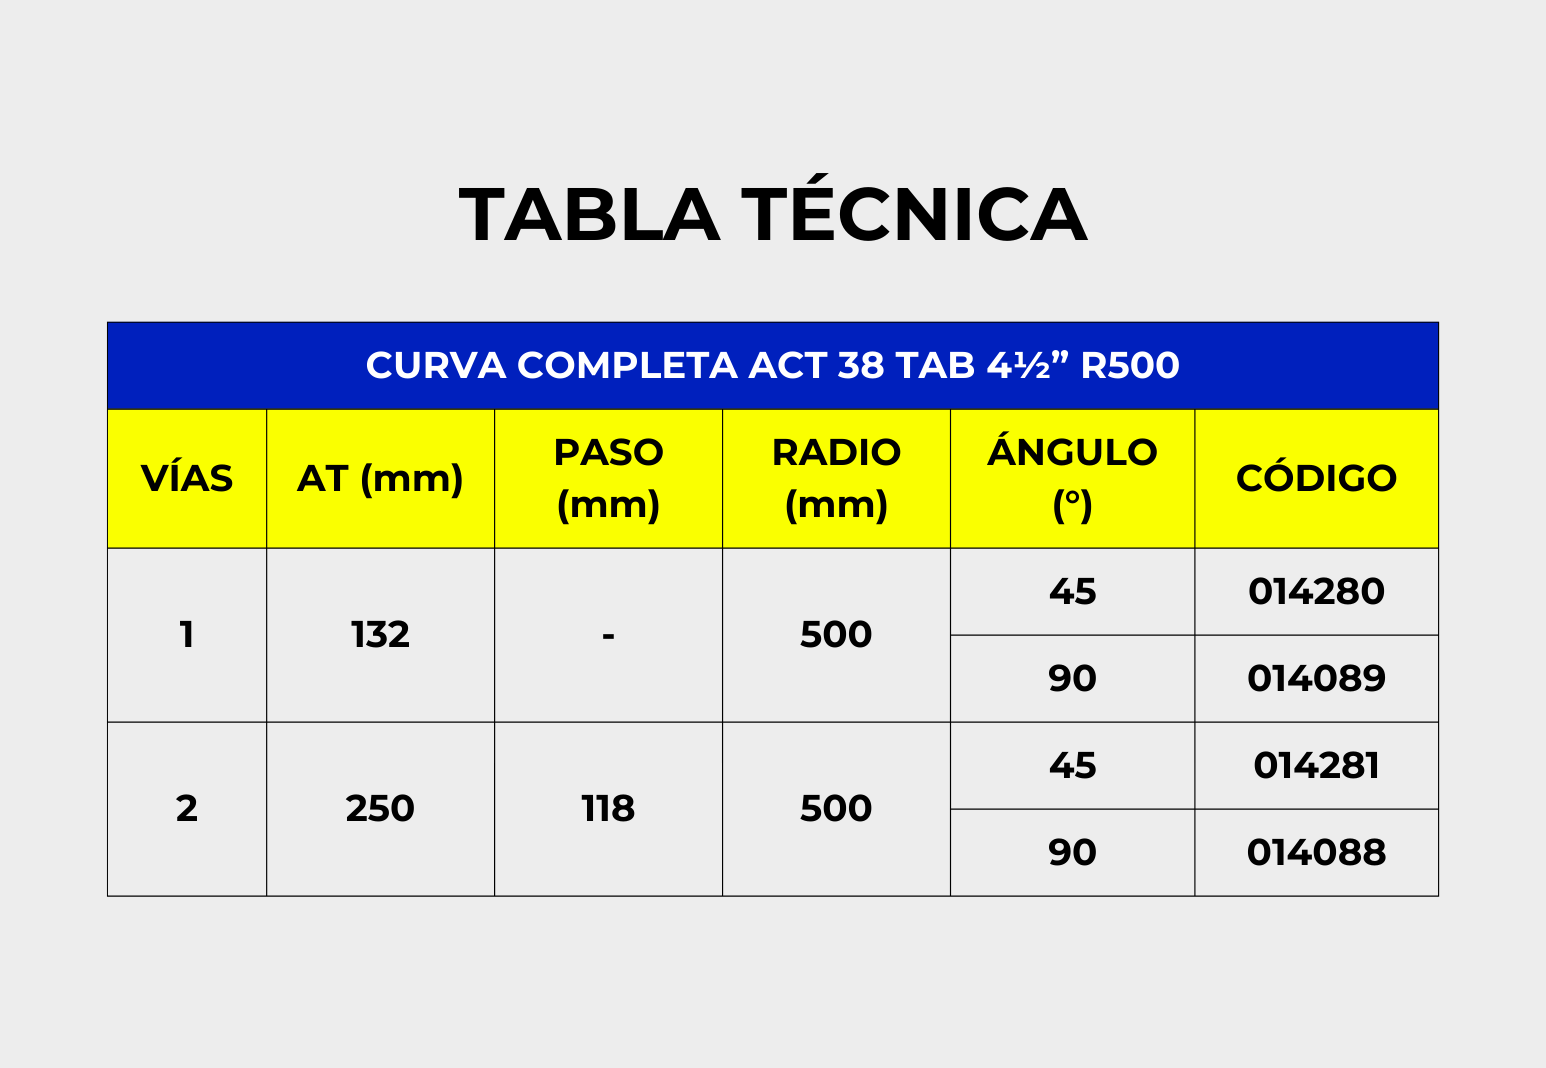 TABLA TÉCNICA
CURVA COMPLETA ACT 38 TAB 4½” R500
VÍAS AT (mm) PASO (mm) RADIO (mm) ÁNGULO (°) CÓDIGO
1 132 - 500 45 014280
90 014089
2 250 118 500 45 014281
90 014088